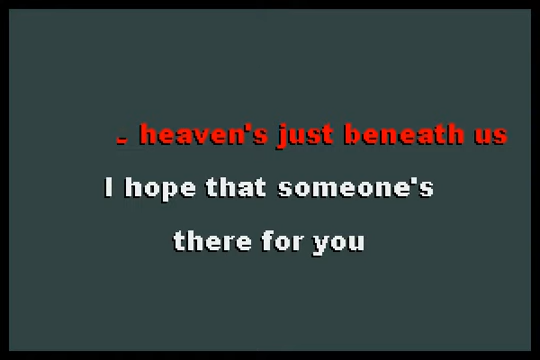 heaven's just beneath us
I hope that someone's
there for you